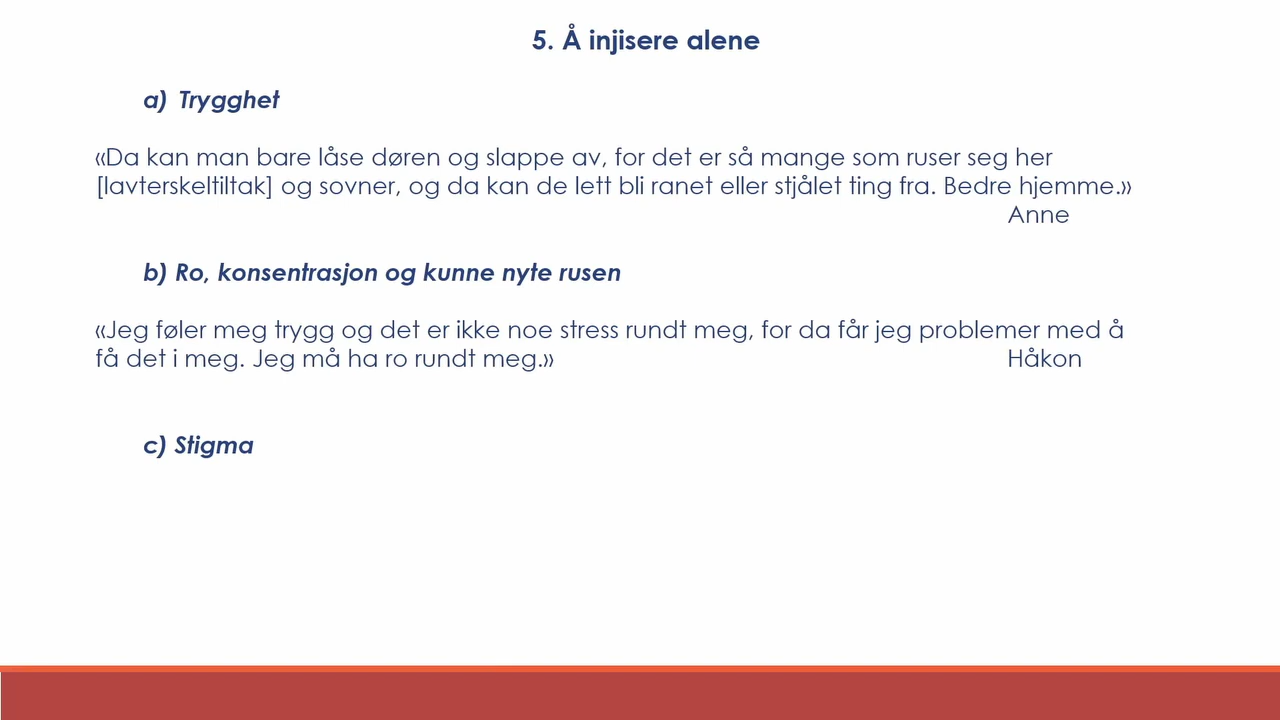 5. Å injisere alene
a) Trygghet
«Da kan man bare låse døren og slappe av, for det er så mange som ruser seg her
[lavterskeltiltak] og sovner, og da kan de lett bli ranet eller stjålet ting fra. Bedre hjemme.»
Anne
b) Ro, konsentrasjon og kunne nyte rusen
«Jeg føler meg trygg og det er ikke noe stress rundt meg, for da får jeg problemer med å
få det i meg. Jeg må ha ro rundt meg.» Håkon
c) Stigma